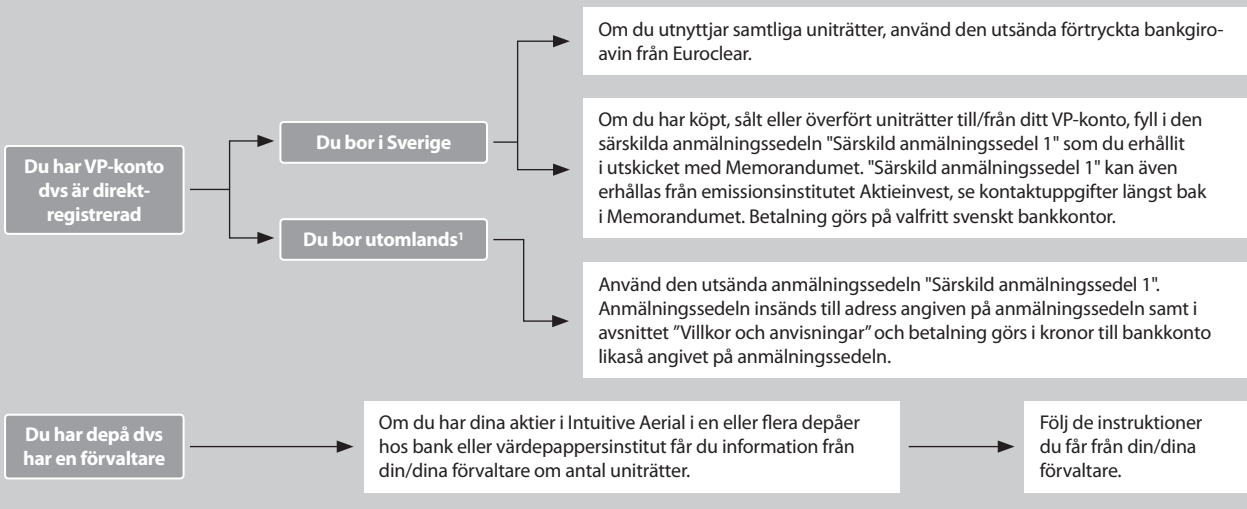 Du har VP-konto
dvs är direkt-
registrerad
Du bor i Sverige
Om du utnyttjar samtliga uniträtter, använd den utsända förtryckta bankgiro-
avin från Euroclear.
Om du har köpt, sålt eller överfört uniträtter till/från ditt VP-konto, fyll i den
särskilda anmälningssedeln "Särskild anmälningssedel 1" som du erhållit
i utskicket med Memorandumet. "Särskild anmälningssedel 1" kan även
erhållas från emissionsinstitutet Aktieinvest, se kontaktuppgifter längst bak
i Memorandumet. Betalning görs på valfritt svenskt bankkontor.
Du bor utomlands¹
Använd den utsända anmälningssedeln "Särskild anmälningssedel 1".
Anmälningssedeln insänds till adress angiven på anmälningssedeln samt i
avsnittet ”Villkor och anvisningar” och betalning görs i kronor till bankkonto
likaså angivet på anmälningssedeln.
Du har depå dvs
har en förvaltare
Om du har dina aktier i Intuitive Aerial i en eller flera depåer
hos bank eller värdepappersinstitut får du information från
din/dina förvaltare om antal uniträtter.
Följ de instruktioner
du får från din/dina
förvaltare.